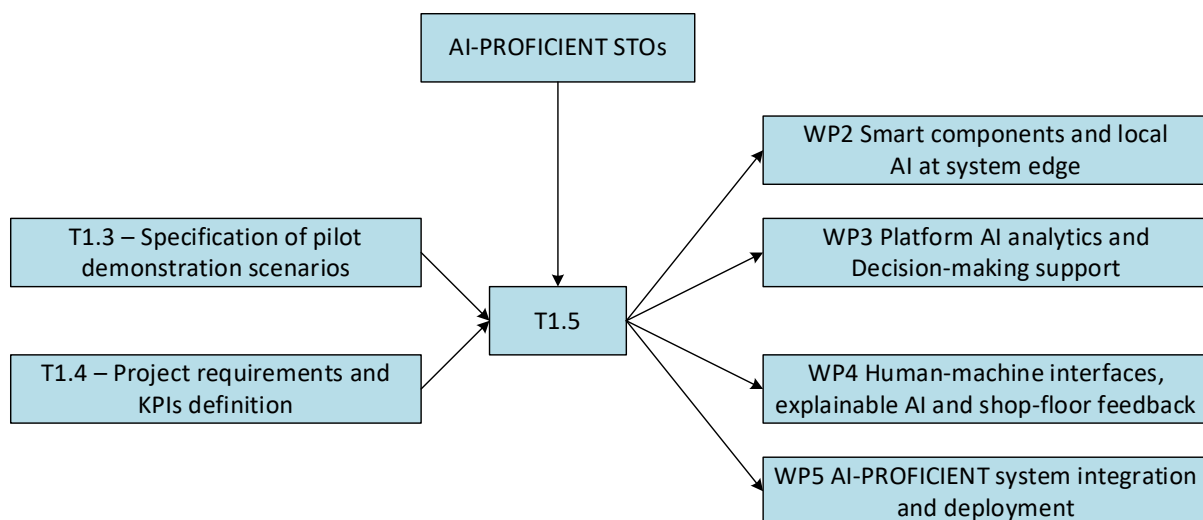 AI-PROFICIENT STOs
WP2 Smart components and local
AI at system edge
T1.3 – Specification of pilot
demonstration scenarios
WP3 Platform AI analytics and
Decision-making support
T1.5
T1.4 – Project requirements and
KPIs definition
WP4 Human-machine interfaces,
explainable AI and shop-floor feedback
WP5 AI-PROFICIENT system integration
and deployment